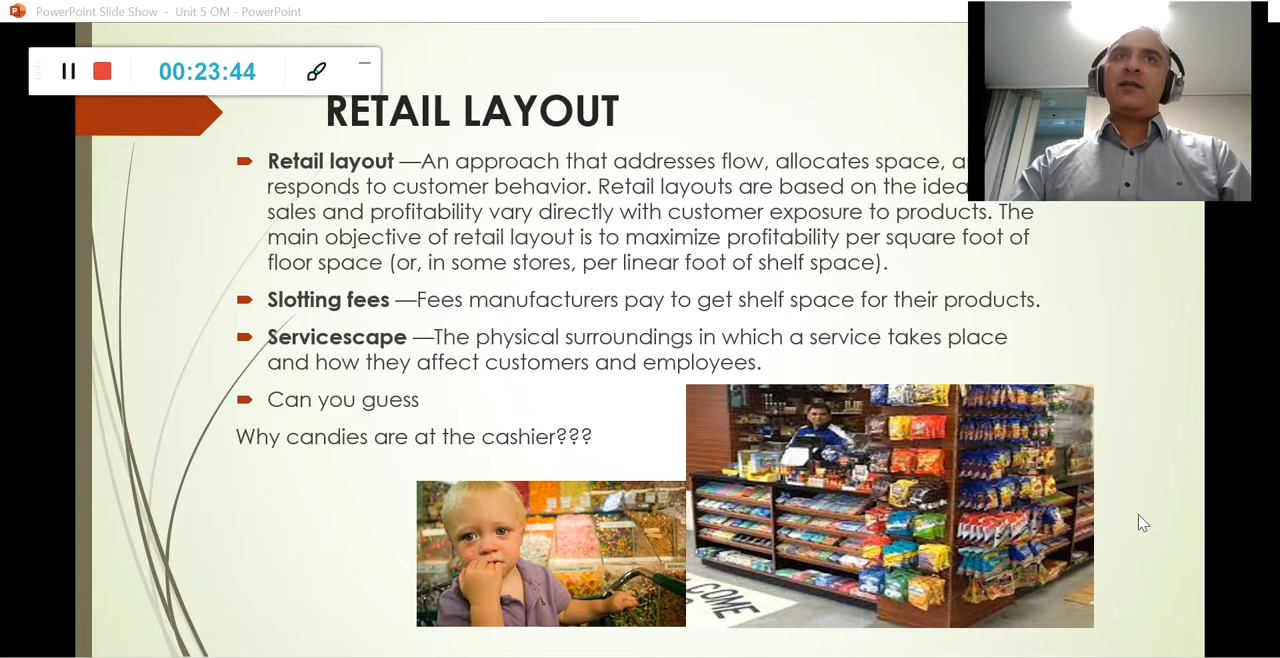 PowerPoint Slide Show - Unit 5 OM - PowerPoint
00:23:44
RETAIL LAYOUT
Retail layout —An approach that addresses flow, allocates space,
responds to customer behavior. Retail layouts are based on the idea
sales and profitability vary directly with customer exposure to products. The
main objective of retail layout is to maximize profitability per square foot of
floor space (or, in some stores, per linear foot of shelf space).
Slotting fees —Fees manufacturers pay to get shelf space for their products.
Servicescape —The physical surroundings in which a service takes place
and how they affect customers and employees.
Can you guess
Why candies are at the cashier???